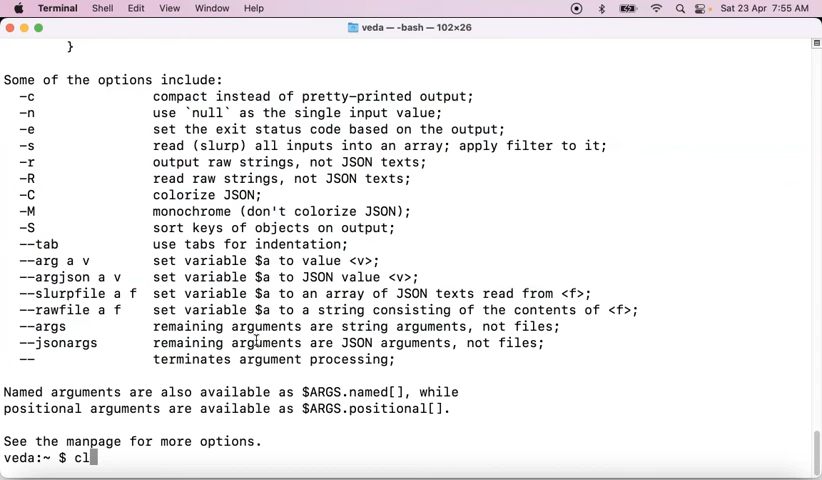 Terminal Shell Edit View Window Help Sat 23 Apr 7:55 AM
veda — -bash — 102×26
}
Some of the options include:
-c compact instead of pretty-printed output;
-n use `null` as the single input value;
-e set the exit status code based on the output;
-s read (slurp) all inputs into an array; apply filter to it;
-r output raw strings, not JSON texts;
-R read raw strings, not JSON texts;
-C colorize JSON;
-M monochrome (don't colorize JSON);
-S sort keys of objects on output;
--tab use tabs for indentation;
--arg a v set variable $a to value <v>;
--argjson a v set variable $a to JSON value <v>;
--slurpfile a f set variable $a to an array of JSON texts read from <f>;
--rawfile a f set variable $a to a string consisting of the contents of <f>;
--args remaining arguments are string arguments, not files;
--jsonargs remaining arguments are JSON arguments, not files;
-- terminates argument processing;
Named arguments are also available as $ARGS.named[], while
positional arguments are available as $ARGS.positional[].
See the manpage for more options.
veda:~ $ cl